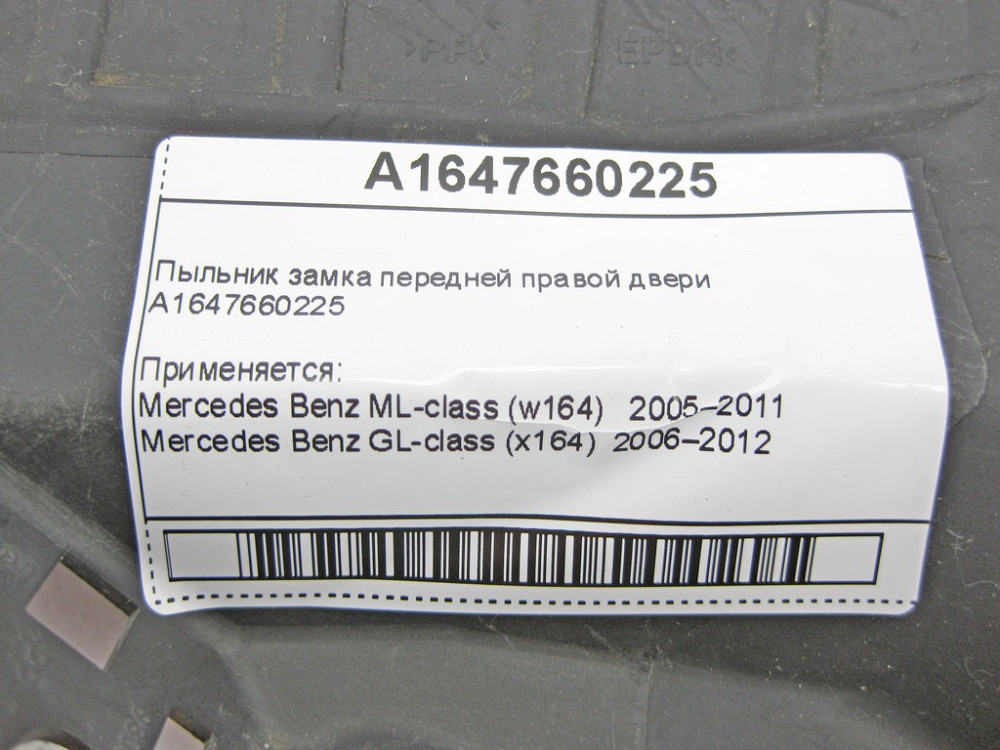 >PP/ EPDM<
A1647660225
Пыльник замка передней правой двери
A1647660225
Применяется:
Mercedes Benz ML-class (w164) 2005–2011
Mercedes Benz GL-class (x164) 2006–2012